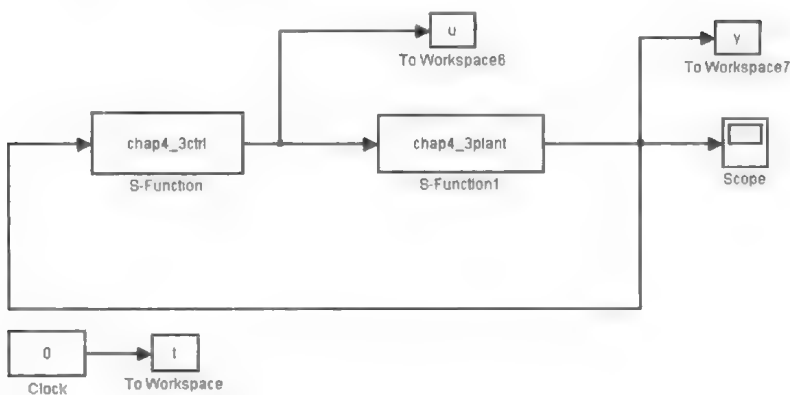 u
To Workspace6
y
To Workspace7
chap4_3ctrl
S-Function
chap4_3plant
S-Function1
Scope
0
Clock
t
To Workspace